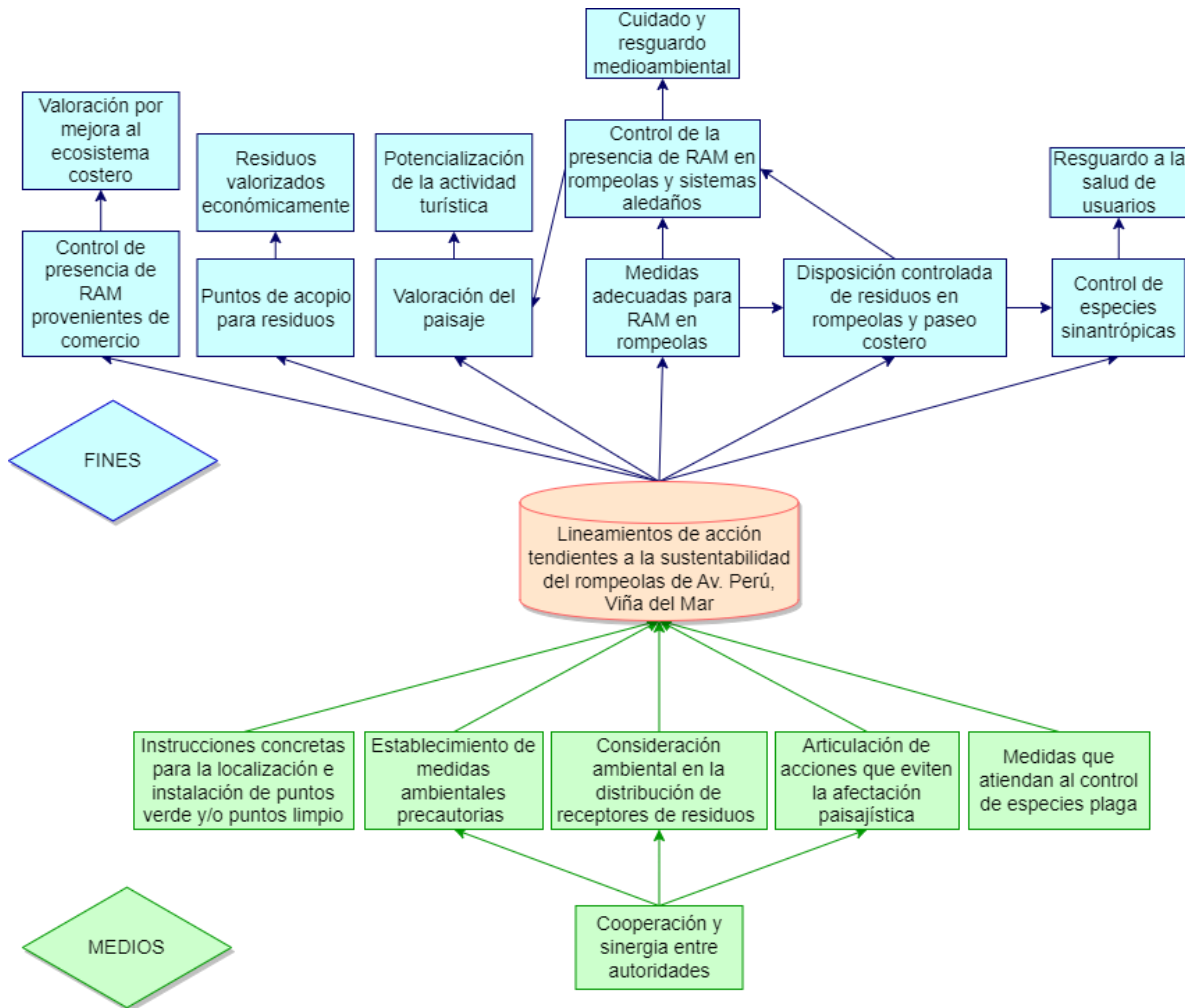 Cuidado y
resguardo
medioambiental
Valoración por
mejora al
ecosistema
costero
Residuos
valorizados
económicamente
Potencialización
de la actividad
turística
Control de la
presencia de RAM en
rompeolas y sistemas
aledaños
Resguardo a la
salud de
usuarios
Control de
presencia de
RAM
provenientes de
comercio
Puntos de acopio
para residuos
Valoración del
paisaje
Medidas
adecuadas para
RAM en
rompeolas
Disposición controlada
de residuos en
rompeolas y paseo
costero
Control de
especies
sinantrópicas
FINES
Lineamientos de acción
tendientes a la sustentabilidad
del rompeolas de Av. Perú,
Viña del Mar
Instrucciones concretas
para la localización e
instalación de puntos
verde y/o puntos limpio
Establecimiento de
medidas
ambientales
precautorias
Consideración
ambiental en la
distribución de
receptores de residuos
Articulación de
acciones que eviten
la afectación
paisajística
Medidas que
atiendan al control
de especies plaga
MEDIOS
Cooperación y
sinergia entre
autoridades